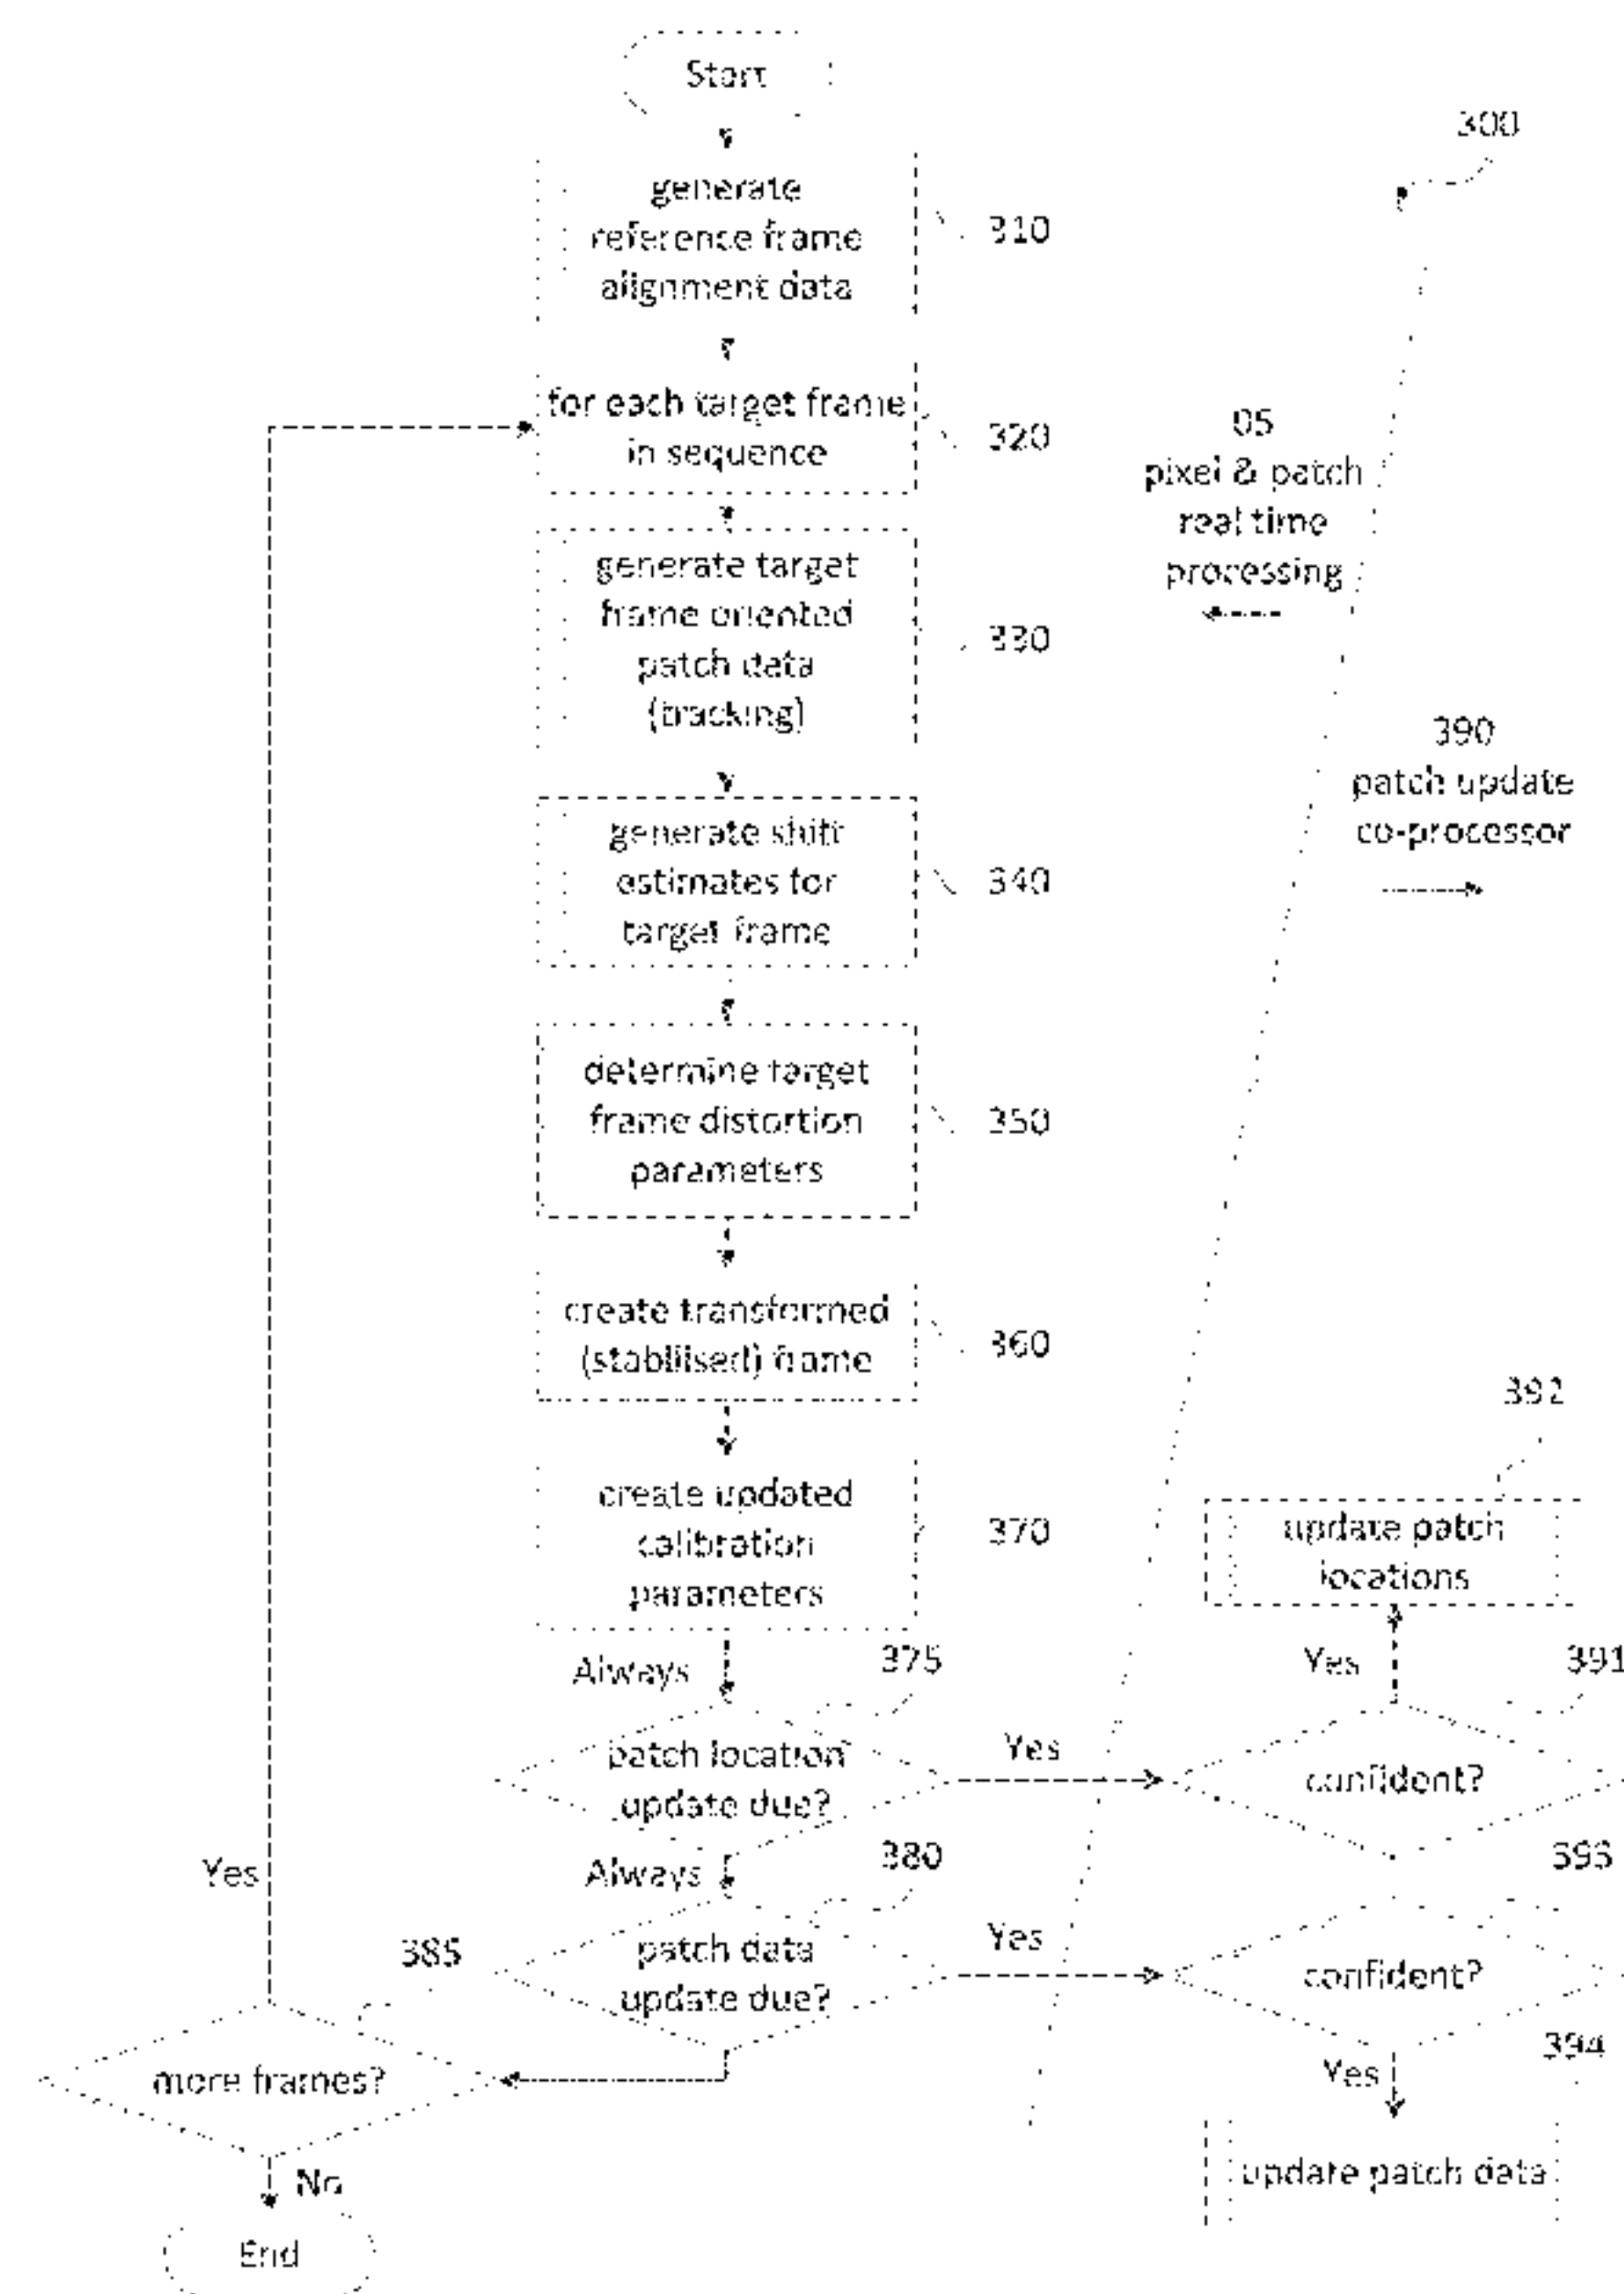 Start
300
generate
reference frame
alignment data
310
for each target frame
in sequence
320
05
pixel & patch
real time
processing
generate target
frame oriented
patch data
(tracking)
330
390
patch update
co-processor
generate shift
estimates for
target frame
340
determine target
frame distortion
parameters
350
create transformed
(stabilised) frame
360
392
create updated
calibration
parameters
370
update patch
locations
Always
375
Yes
391
patch location
update due?
Yes
confident?
Always
380
393
Yes
385
patch data
update due?
Yes
confident?
394
more frames?
Yes
No
update patch data
End